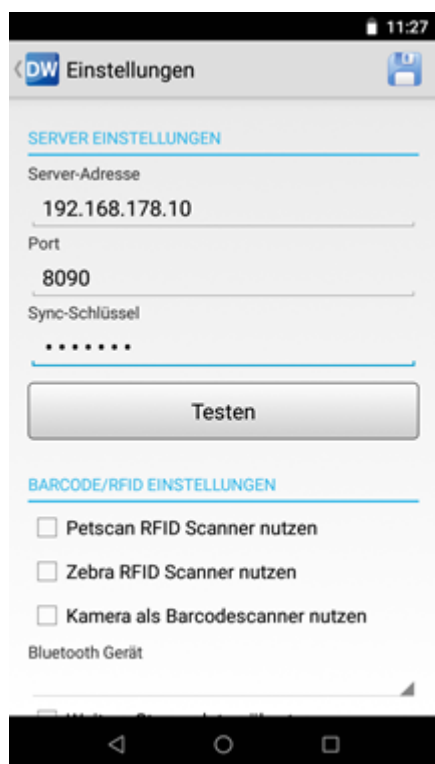 11:27
DW Einstellungen
SERVER EINSTELLUNGEN
Server-Adresse
192.168.178.10
Port
8090
Sync-Schlüssel
•••••••
Testen
BARCODE/RFID EINSTELLUNGEN
Petscan RFID Scanner nutzen
Zebra RFID Scanner nutzen
Kamera als Barcodescanner nutzen
Bluetooth Gerät